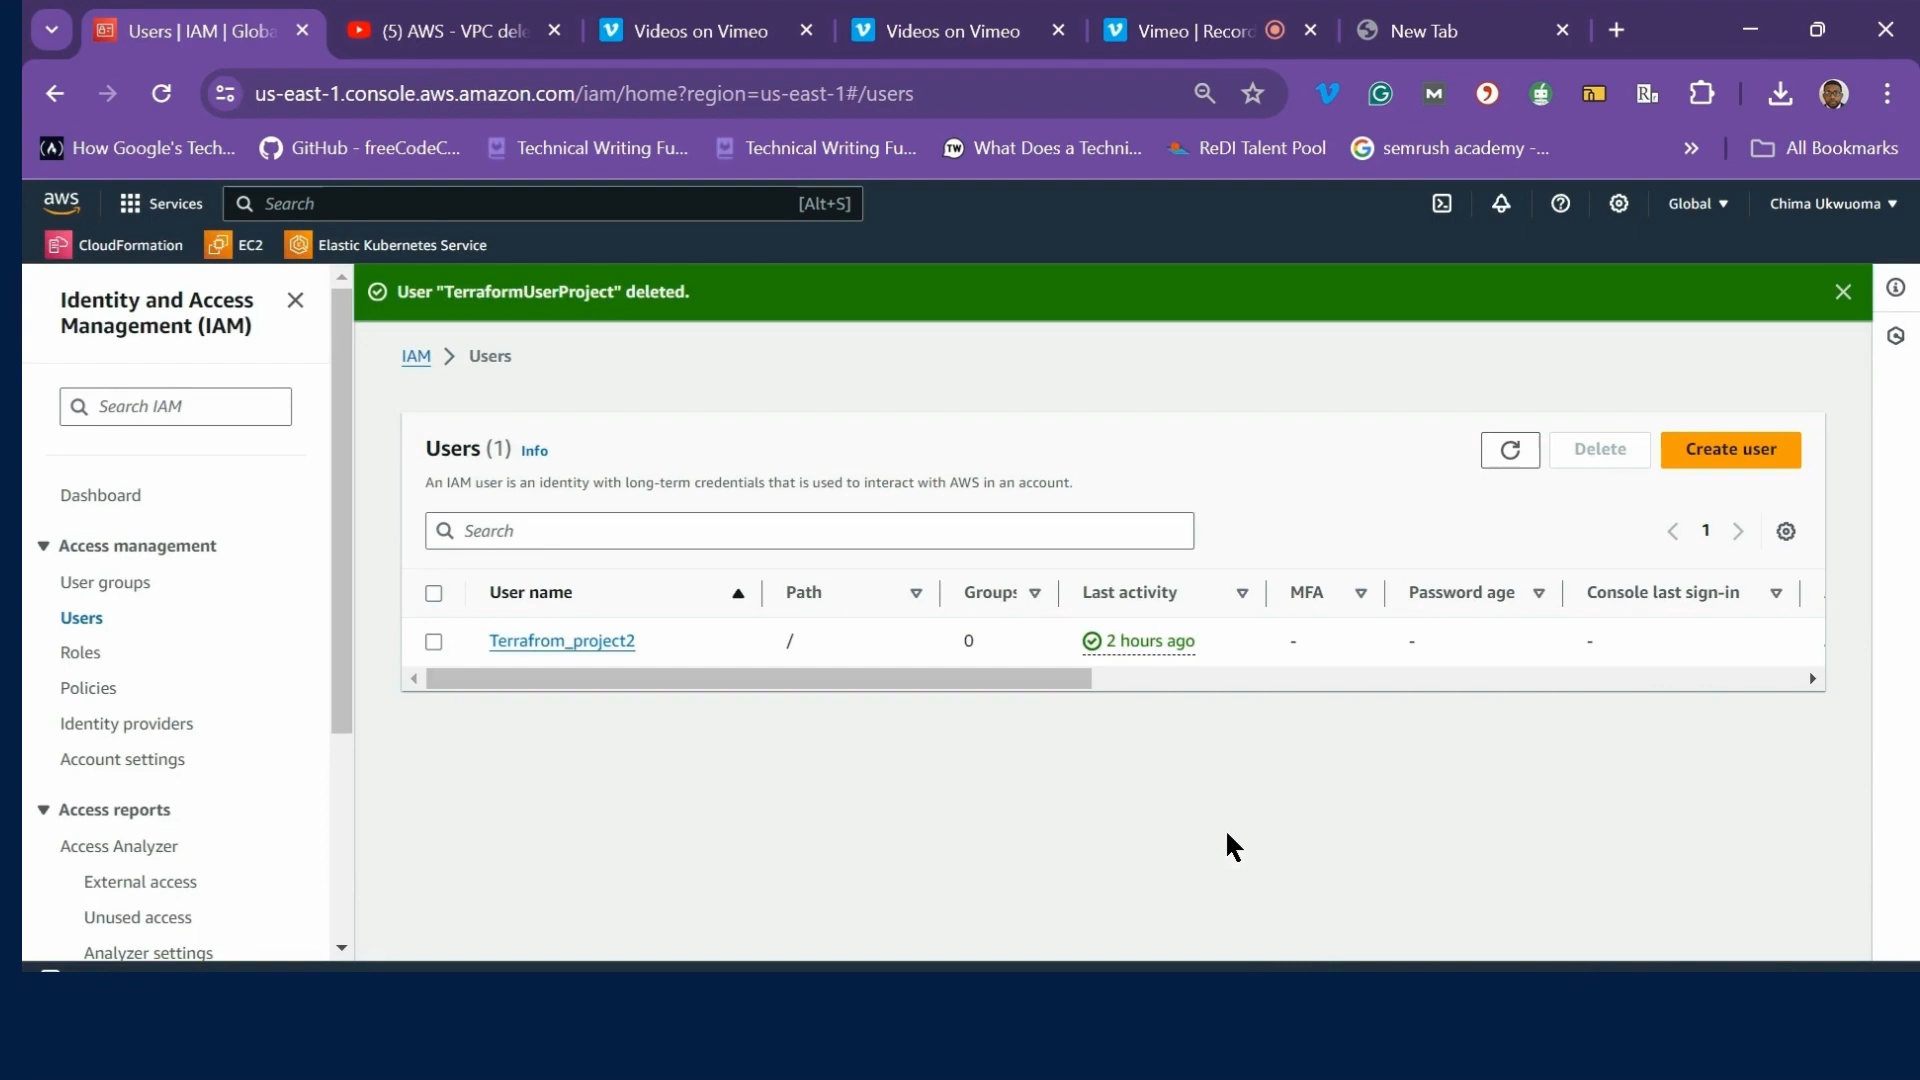 Users | IAM | Globa
(5) AWS - VPC dele
Videos on Vimeo
Videos on Vimeo
Vimeo | Record
New Tab
us-east-1.console.aws.amazon.com/iam/home?region=us-east-1#/users
How Google's Tech...
GitHub - freeCodeC...
Technical Writing Fu...
Technical Writing Fu...
TW
What Does a Techni...
ReDI Talent Pool
semrush academy -...
»
All Bookmarks
aws
Services
Search
[Alt+S]
Global
Chima Ukwuoma
CloudFormation
EC2
Elastic Kubernetes Service
Identity and Access
Management (IAM)
Search IAM
Dashboard
Access management
User groups
Users
Roles
Policies
Identity providers
Account settings
Access reports
Access Analyzer
External access
Unused access
Analyzer settings
User "TerraformUserProject" deleted.
IAM > Users
Users (1) Info
Delete
Create user
An IAM user is an identity with long-term credentials that is used to interact with AWS in an account.
Search
1
User name
Path
Groups
Last activity
MFA
Password age
Console last sign-in
Terrafrom_project2
/
0
2 hours ago
-
-
-